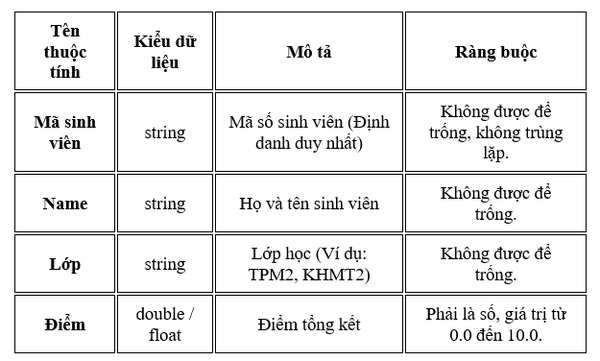 Tên
thuộc
tính
Kiểu dữ
liệu
Mô tả
Ràng buộc
Mã sinh
viên
string
Mã số sinh viên (Định
danh duy nhất)
Không được để
trống, không trùng
lặp.
Name
string
Họ và tên sinh viên
Không được để
trống.
Lớp
string
Lớp học (Ví dụ:
TPM2, KHMT2)
Không được để
trống.
Điểm
double /
float
Điểm tổng kết
Phải là số, giá trị từ
0.0 đến 10.0.